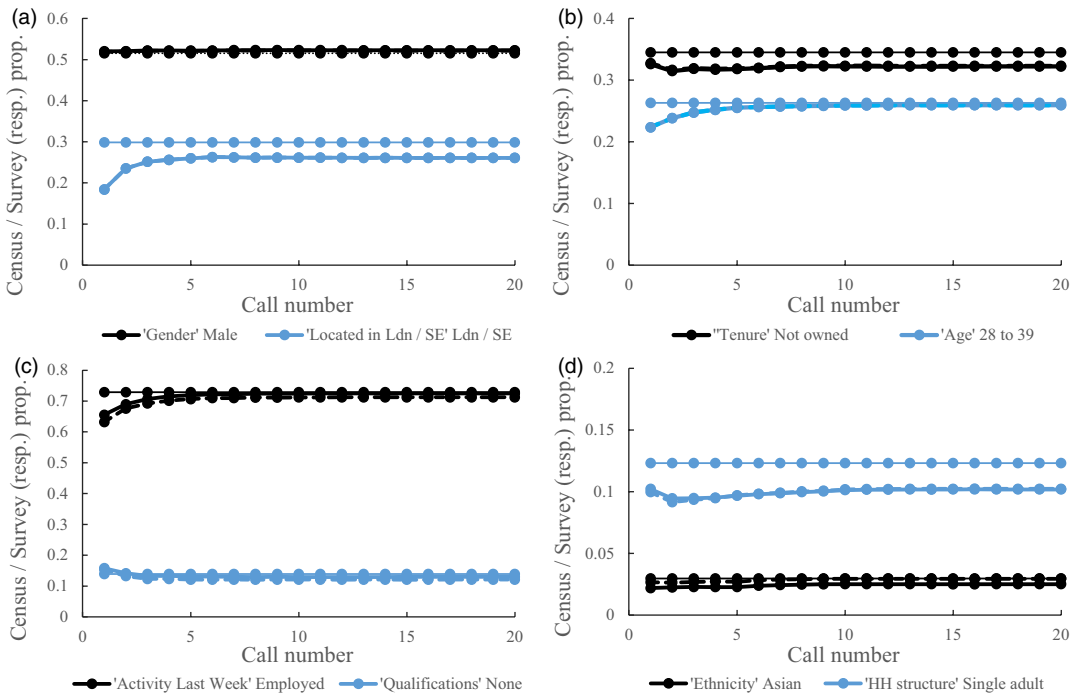 (a)
Census / Survey (resp.) prop.
0.6
0.5
0.4
0.3
0.2
0.1
0
0 5 10 15 20
Call number
'Gender' Male 'Located in Ldn / SE' Ldn / SE
(b)
Census / Survey (resp.) prop.
0.4
0.3
0.2
0.1
0
0 5 10 15 20
Call number
"Tenure' Not owned 'Age' 28 to 39
(c)
Census / Survey (resp.) prop.
0.8
0.7
0.6
0.5
0.4
0.3
0.2
0.1
0
0 5 10 15 20
Call number
'Activity Last Week' Employed 'Qualifications' None
(d)
Census / Survey (resp.) prop.
0.2
0.15
0.1
0.05
0
0 5 10 15 20
Call number
'Ethnicity' Asian 'HH structure' Single adult